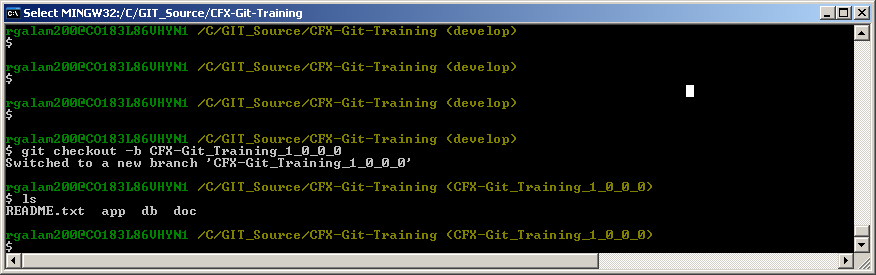 Select MINGW32:/C/GIT_Source/CFX-Git-Training
rgalam200@CO183L86VHYN1 /C/GIT_Source/CFX-Git-Training (develop)
$
rgalam200@CO183L86VHYN1 /C/GIT_Source/CFX-Git-Training (develop)
$
rgalam200@CO183L86VHYN1 /C/GIT_Source/CFX-Git-Training (develop)
$
rgalam200@CO183L86VHYN1 /C/GIT_Source/CFX-Git-Training (develop)
$ git checkout -b CFX-Git_Training_1_0_0_0
Switched to a new branch 'CFX-Git_Training_1_0_0_0'
rgalam200@CO183L86VHYN1 /C/GIT_Source/CFX-Git-Training (CFX-Git_Training_1_0_0_0)
$ ls
README.txt  app  db  doc
rgalam200@CO183L86VHYN1 /C/GIT_Source/CFX-Git-Training (CFX-Git_Training_1_0_0_0)
$